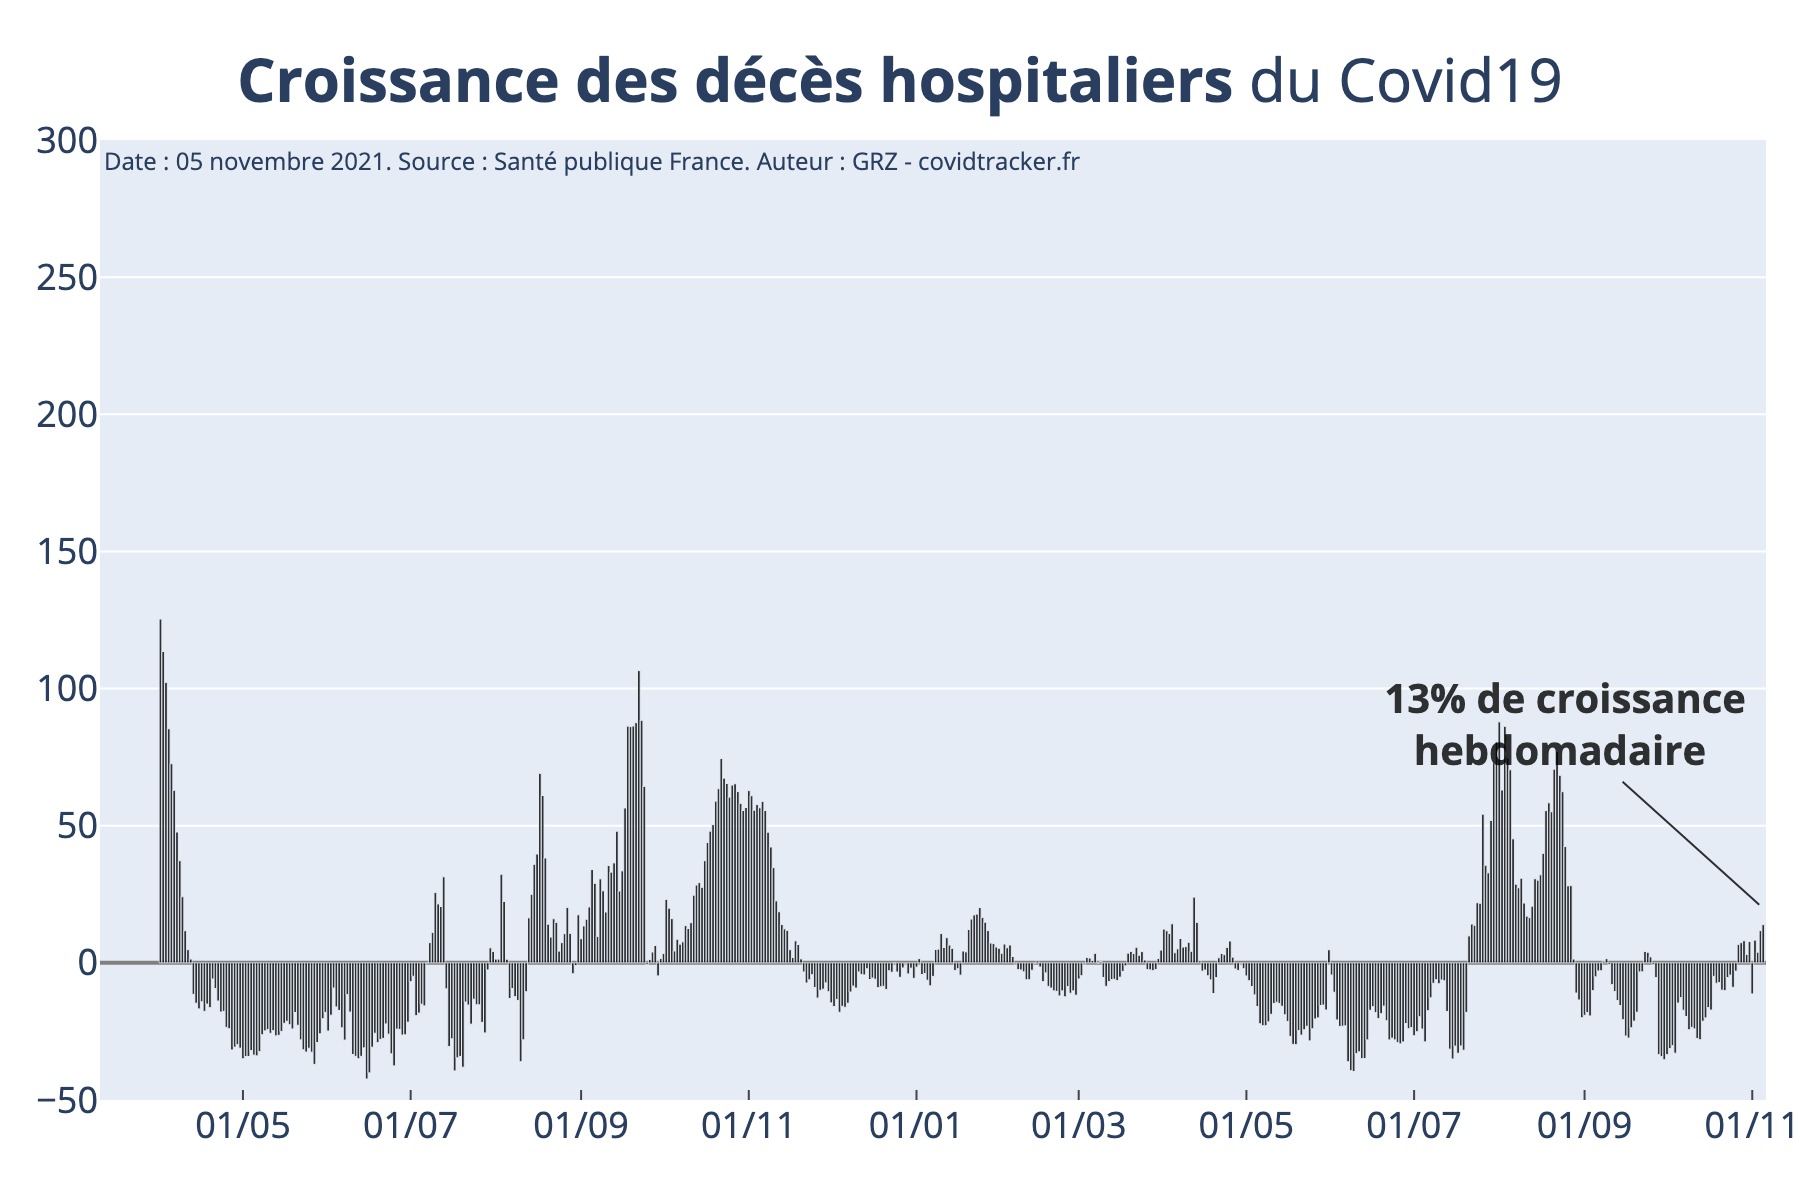 Croissance des décès hospitaliers du Covid19
Date : 05 novembre 2021. Source : Santé publique France. Auteur : GRZ - covidtracker.fr
300
250
200
150
100
50
0
−50
13% de croissance
hebdomadaire
01/05 01/07 01/09 01/11 01/01 01/03 01/05 01/07 01/09 01/11